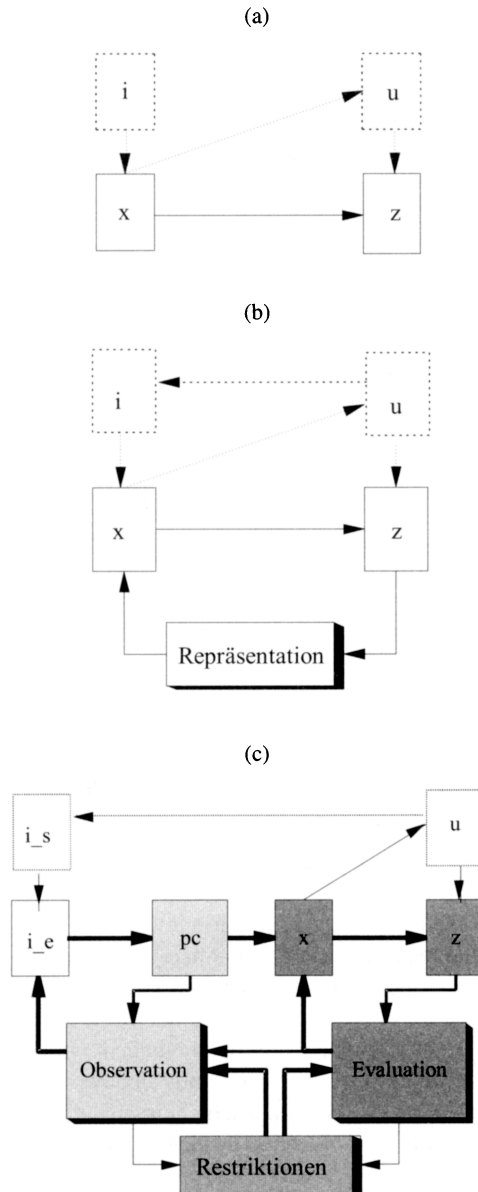 (a)
i u
x z
(b)
i u
x z
Repräsentation
(c)
i_s u
i_e pc x z
Observation Evaluation
Restriktionen